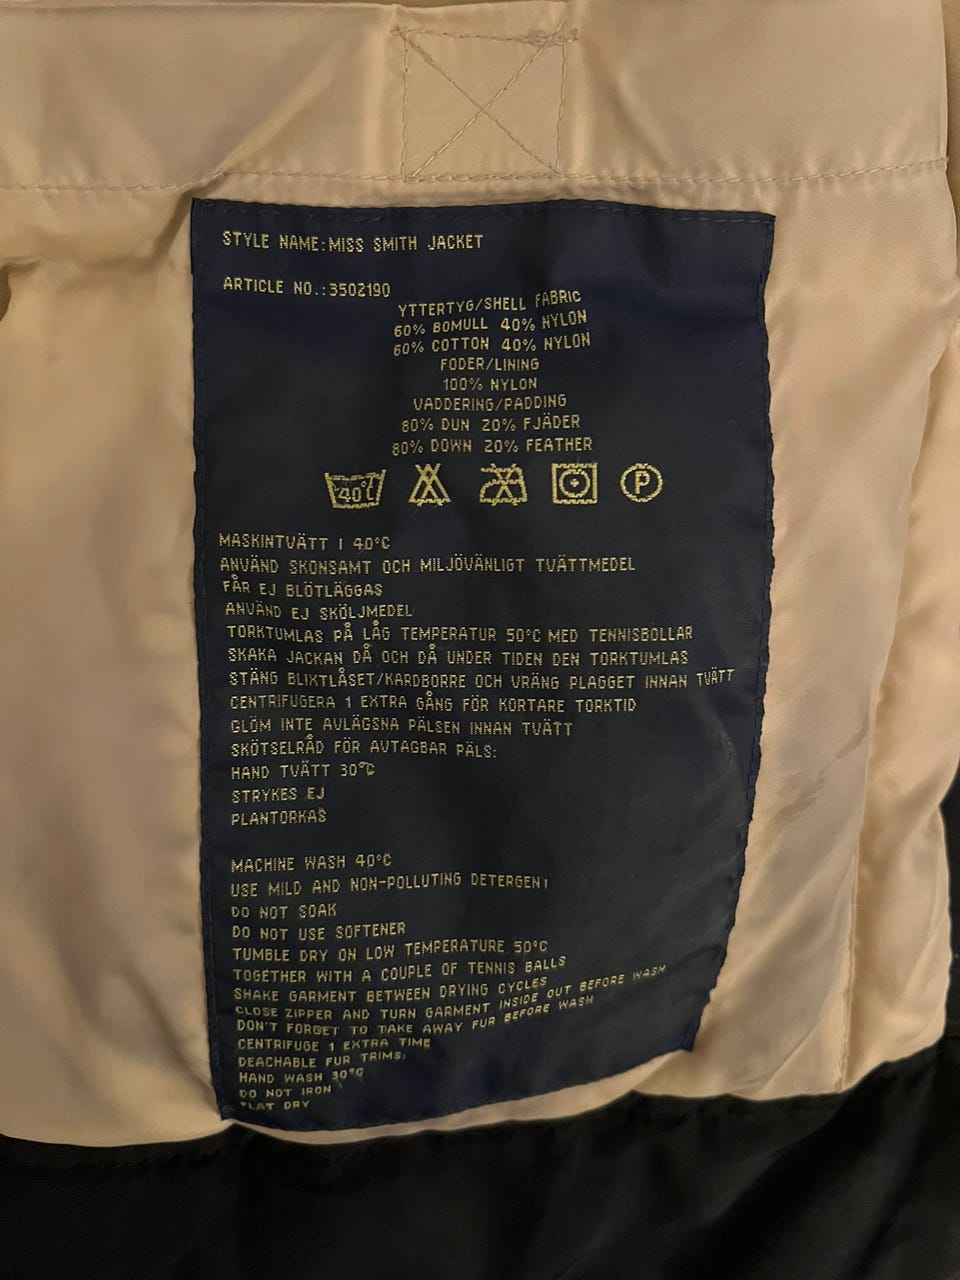 STYLE NAME:MISS SMITH JACKET
ARTICLE NO.:3502190
YTTERTYG/SHELL FABRIC
60% BOMULL 40% NYLON
60% COTTON 40% NYLON
FODER/LINING
100% NYLON
VADDERING/PADDING
80% DUN 20% FJÄDER
80% DOWN 20% FEATHER
40°C P
MASKINTVÄTT I 40°C
ANVÄND SKONSAMT OCH MILJÖVÄNLIGT TVÄTTMEDEL
FÅR EJ BLÖTLÄGGAS
ANVÄND EJ SKÖLJMEDEL
TORKTUMLAS PÅ LÅG TEMPERATUR 50°C MED TENNISBOLLAR
SKAKA JACKAN DÅ OCH DÅ UNDER TIDEN DEN TORKTUMLAS
STÄNG BLIXTLÅSET/KARDBORRE OCH VRÄNG PLAGGET INNAN TVÄTT
CENTRIFUGERA 1 EXTRA GÅNG FÖR KORTARE TORKTID
GLÖM INTE AVLÄGSNA PÄLSEN INNAN TVÄTT
SKÖTSELRÅD FÖR AVTAGBAR PÄLS:
HAND TVÄTT 30°C
STRYKES EJ
PLANTORKAS
MACHINE WASH 40°C
USE MILD AND NON-POLLUTING DETERGENT
DO NOT SOAK
DO NOT USE SOFTENER
TUMBLE DRY ON LOW TEMPERATURE 50°C
TOGETHER WITH A COUPLE OF TENNIS BALLS
SHAKE GARMENT BETWEEN DRYING CYCLES
CLOSE ZIPPER AND TURN GARMENT INSIDE OUT BEFORE WASH
DON'T FORGET TO TAKE AWAY FUR BEFORE WASH
CENTRIFUGE 1 EXTRA TIME
DEACHABLE FUR TRIMS:
HAND WASH 30°C
DO NOT IRON
FLAT DRY